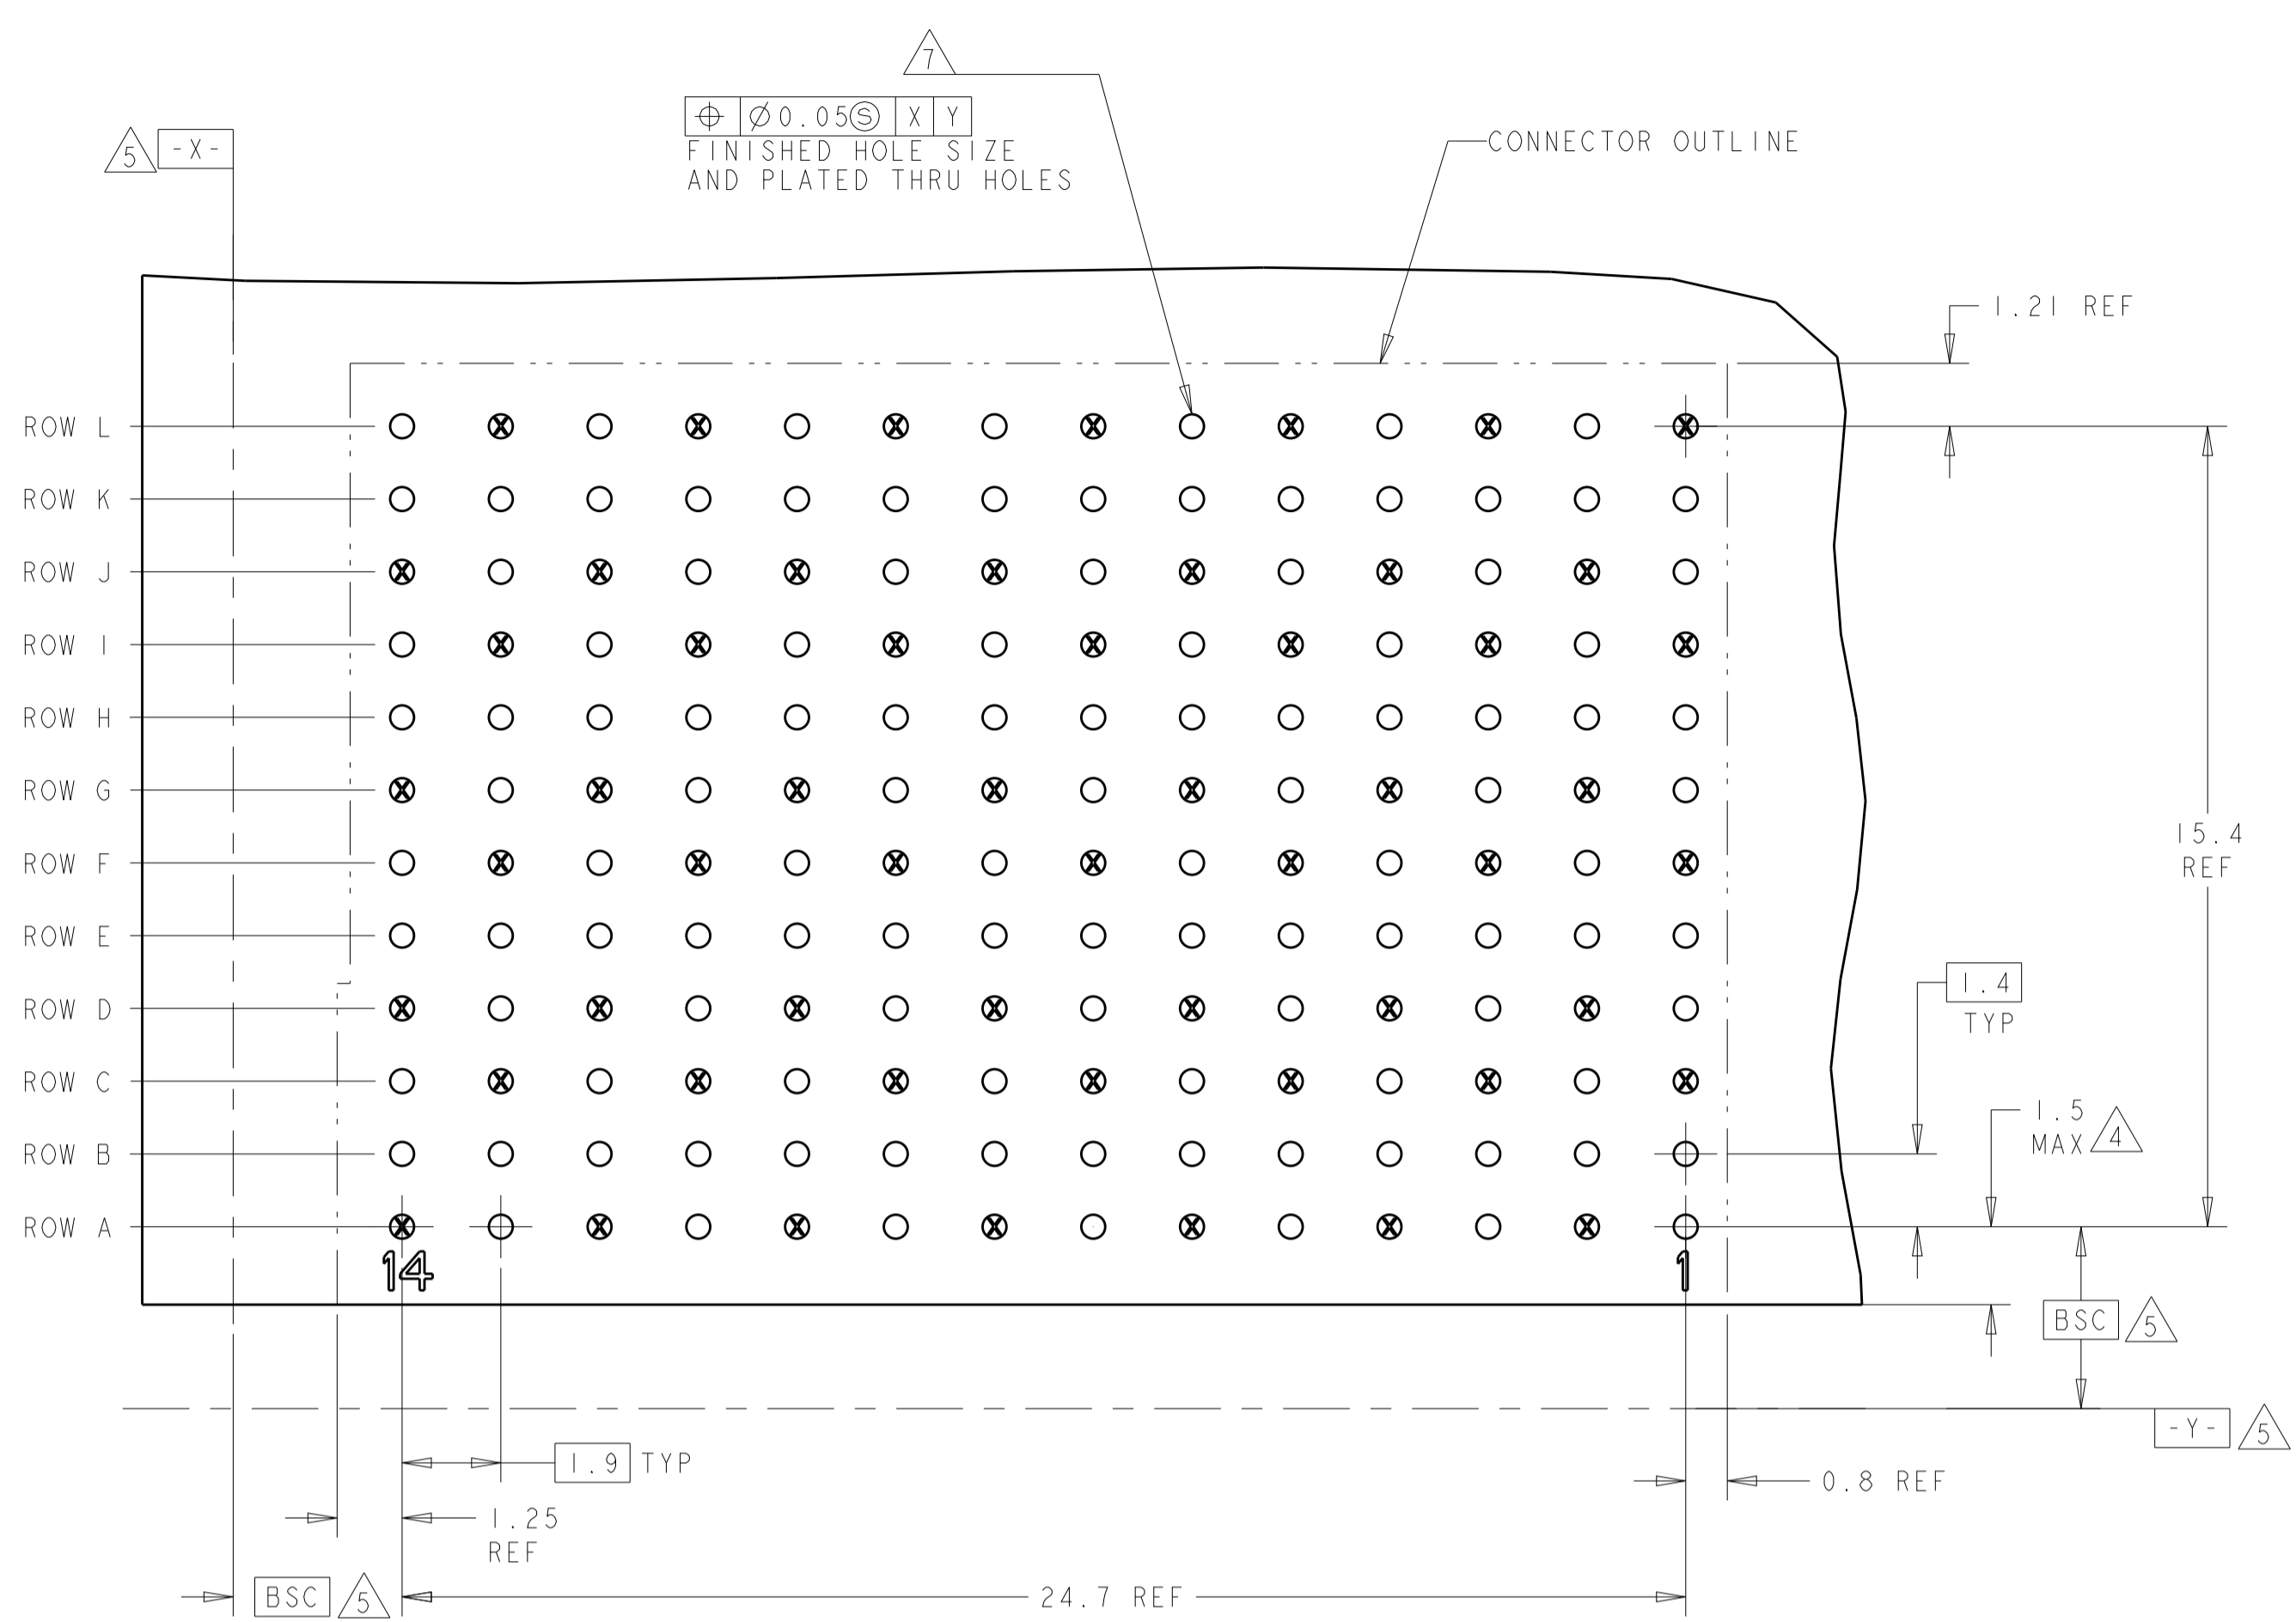 7
⌖ ⌀0.05Ⓢ X Y
FINISHED HOLE SIZE
AND PLATED THRU HOLES
5 -X-
CONNECTOR OUTLINE
1.21 REF
ROW L
ROW K
ROW J
ROW I
ROW H
ROW G
ROW F
ROW E
ROW D
ROW C
ROW B
ROW A
15.4
REF
1.4
TYP
1.5
MAX 4
14
1
BSC 5
-Y- 5
1.9 TYP
0.8 REF
1.25
REF
BSC 5
24.7 REF